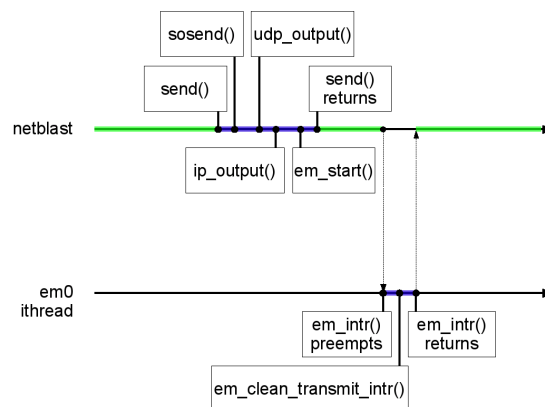 sosend()
udp_output()
send()
send()
returns
netblast
ip_output()
em_start()
em0
ithread
em_intr()
preempts
em_intr()
returns
em_clean_transmit_intr()